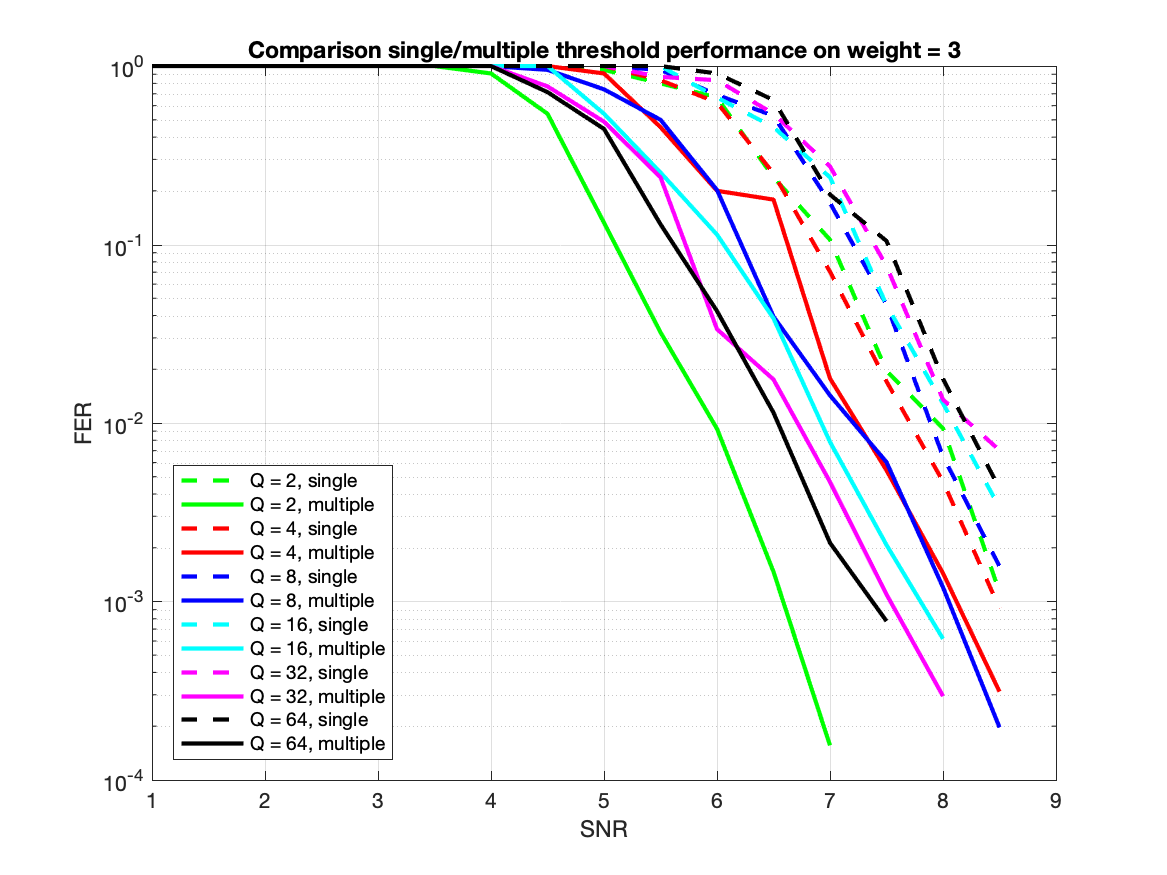 Comparison single/multiple threshold performance on weight = 3
10^0
10^-1
10^-2
10^-3
10^-4
FER
Q = 2, single
Q = 2, multiple
Q = 4, single
Q = 4, multiple
Q = 8, single
Q = 8, multiple
Q = 16, single
Q = 16, multiple
Q = 32, single
Q = 32, multiple
Q = 64, single
Q = 64, multiple
1 2 3 4 5 6 7 8 9
SNR